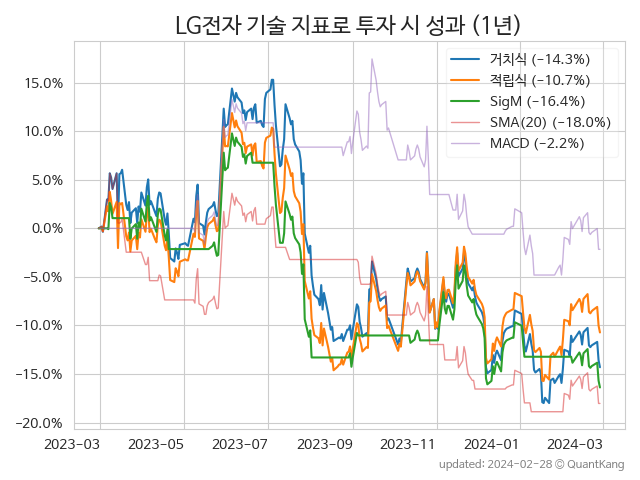 LG전자 기술 지표로 투자 시 성과 (1년)
거치식 (−14.3%)
적립식 (−10.7%)
SigM (−16.4%)
SMA(20) (−18.0%)
MACD (−2.2%)
15.0%
10.0%
5.0%
0.0%
−5.0%
−10.0%
−15.0%
−20.0%
2023-03 2023-05 2023-07 2023-09 2023-11 2024-01 2024-03
updated: 2024-02-28 © QuantKang